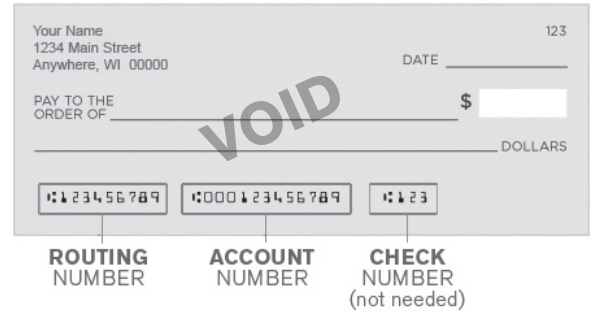 Your Name
123
1234 Main Street
Anywhere, WI 00000
DATE
PAY TO THE
ORDER OF
$
VOID
DOLLARS
⑆123456789
⑆000123456789
⑆123
ROUTING
NUMBER
ACCOUNT
NUMBER
CHECK
NUMBER
(not needed)